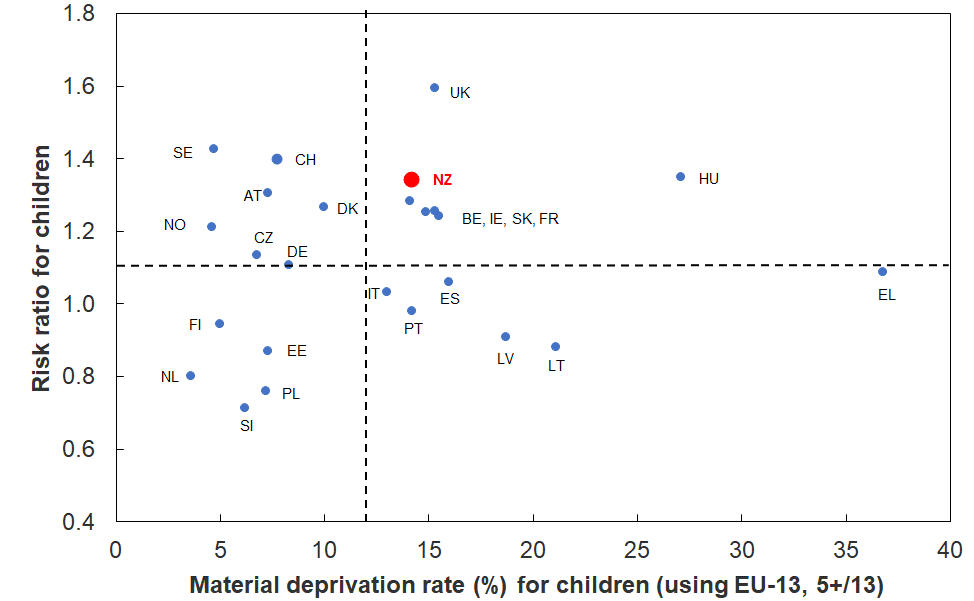 1.8
1.6
1.4
1.2
1.0
0.8
0.6
0.4
Risk ratio for children
UK
SE
CH
NZ
HU
AT
DK
NO
BE, IE, SK, FR
CZ
DE
IT
ES
EL
FI
PT
EE
LV
LT
NL
PL
SI
0 5 10 15 20 25 30 35 40
Material deprivation rate (%) for children (using EU-13, 5+/13)